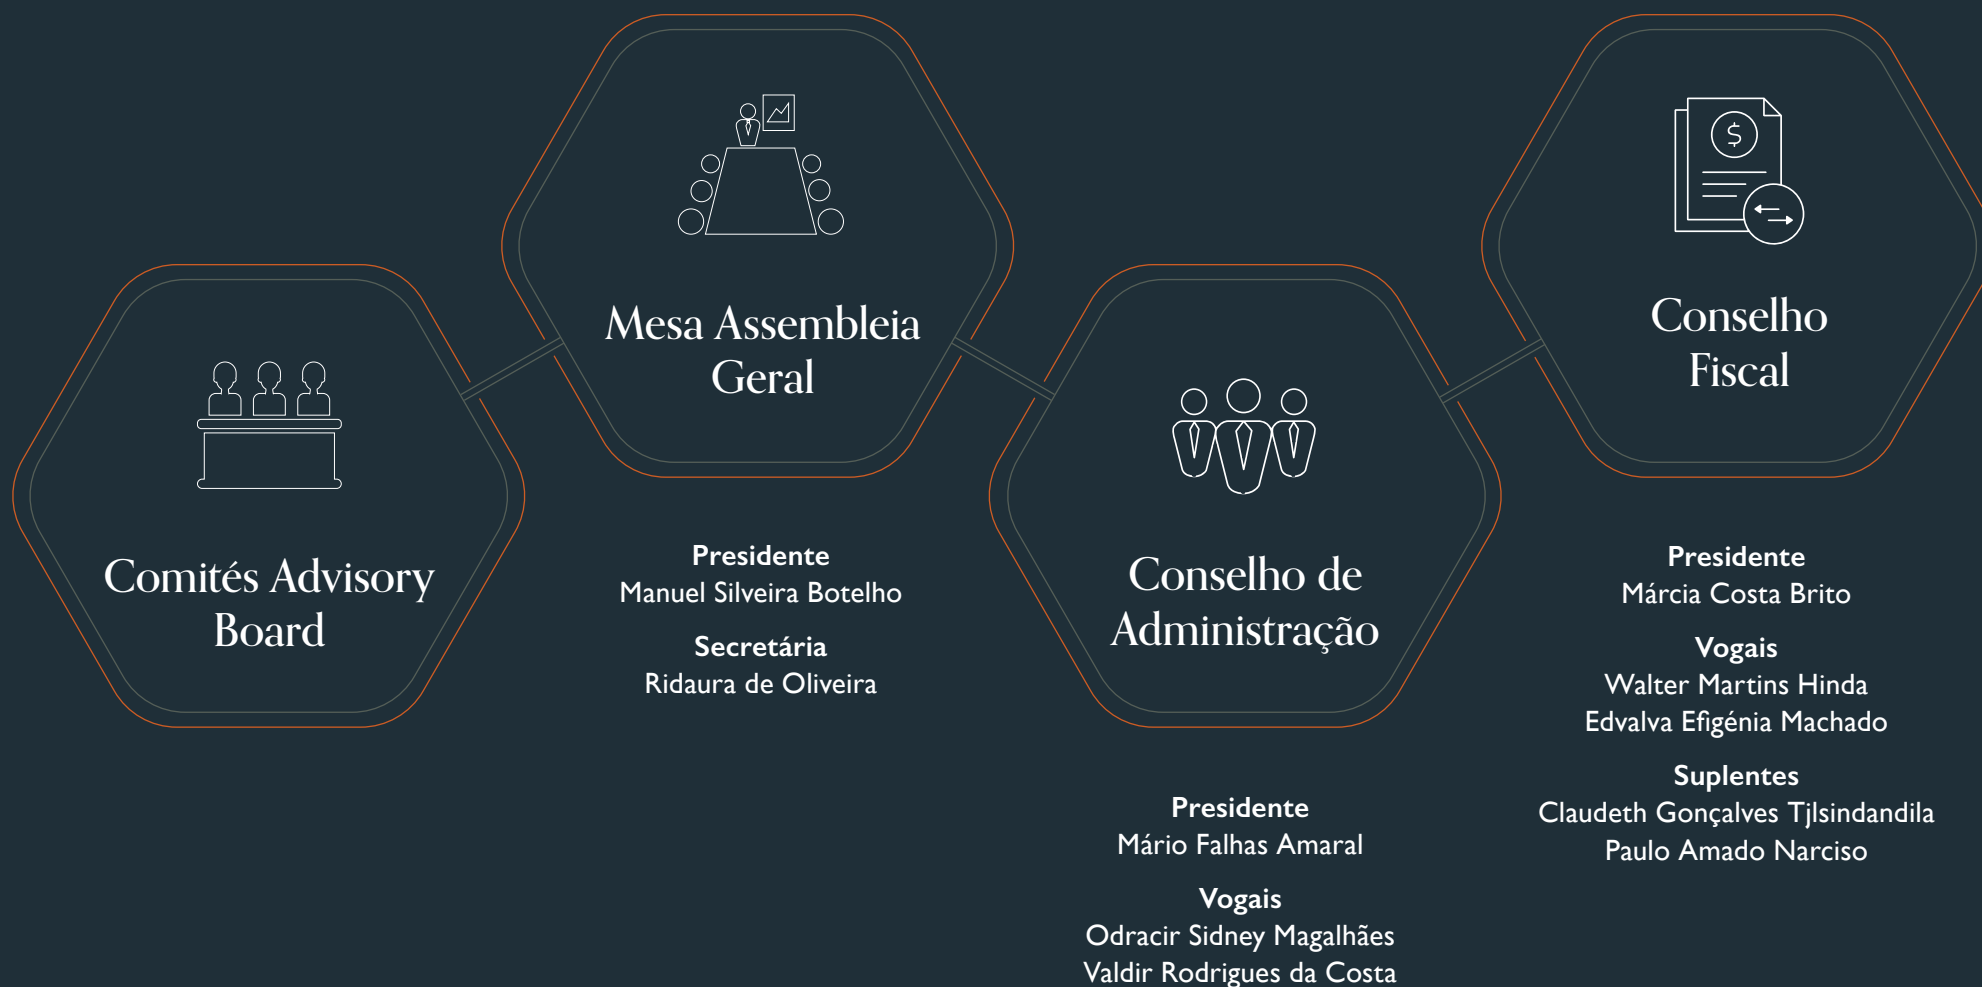 Comités Advisory
Board
Mesa Assembleia
Geral
Presidente
Manuel Silveira Botelho
Secretária
Ridaura de Oliveira
Conselho de
Administração
Presidente
Mário Falhas Amaral
Vogais
Odracir Sidney Magalhães
Valdir Rodrigues da Costa
$
Conselho
Fiscal
Presidente
Márcia Costa Brito
Vogais
Walter Martins Hinda
Edvalva Efigénia Machado
Suplentes
Claudeth Gonçalves Tjlsindandila
Paulo Amado Narciso